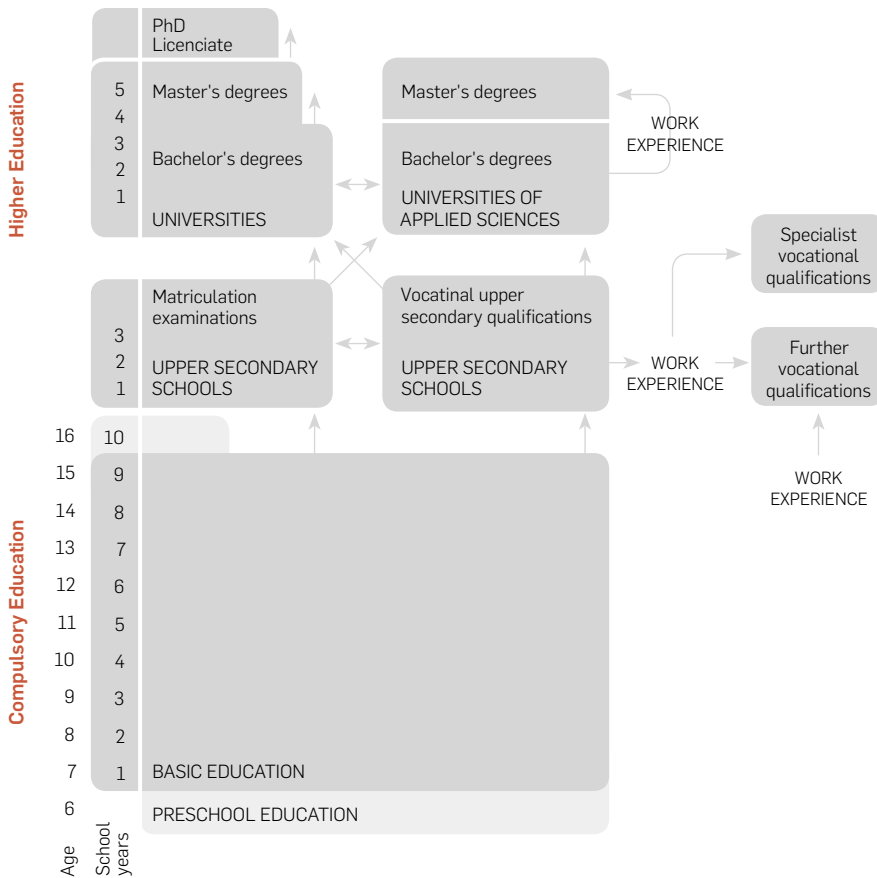 PhD
Licenciate
Higher Education
5
Master's degrees
Master's degrees
4
WORK
EXPERIENCE
3
Bachelor's degrees
Bachelor's degrees
2
1
UNIVERSITIES
UNIVERSITIES OF
APPLIED SCIENCES
Specialist
vocational
qualifications
Matriculation
examinations
Vocatinal upper
secondary qualifications
3
2
1
UPPER SECONDARY
SCHOOLS
UPPER SECONDARY
SCHOOLS
WORK
EXPERIENCE
Further
vocational
qualifications
WORK
EXPERIENCE
Compulsory Education
16 10
15 9
14 8
13 7
12 6
11 5
10 4
9 3
8 2
7 1 BASIC EDUCATION
6 PRESCHOOL EDUCATION
Age
School
years